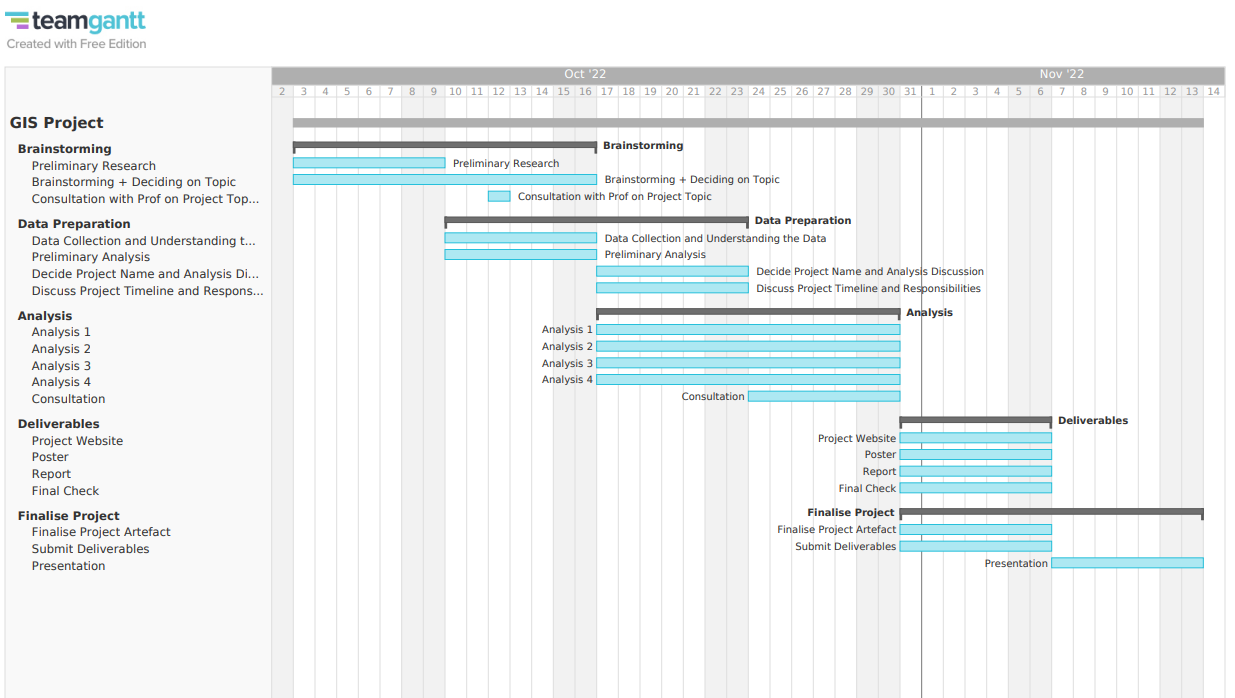 teamgantt
Created with Free Edition
Oct '22 Nov '22
2 3 4 5 6 7 8 9 10 11 12 13 14 15 16 17 18 19 20 21 22 23 24 25 26 27 28 29 30 31 1 2 3 4 5 6 7 8 9 10 11 12 13 14
GIS Project
Brainstorming Brainstorming
Preliminary Research Preliminary Research
Brainstorming + Deciding on Topic Brainstorming + Deciding on Topic
Consultation with Prof on Project Top... Consultation with Prof on Project Topic
Data Preparation Data Preparation
Data Collection and Understanding t... Data Collection and Understanding the Data
Preliminary Analysis Preliminary Analysis
Decide Project Name and Analysis Di... Decide Project Name and Analysis Discussion
Discuss Project Timeline and Respons... Discuss Project Timeline and Responsibilities
Analysis Analysis
Analysis 1 Analysis 1
Analysis 2 Analysis 2
Analysis 3 Analysis 3
Analysis 4 Analysis 4
Consultation Consultation
Deliverables Deliverables
Project Website Project Website
Poster Poster
Report Report
Final Check Final Check
Finalise Project Finalise Project
Finalise Project Artefact Finalise Project Artefact
Submit Deliverables Submit Deliverables
Presentation Presentation